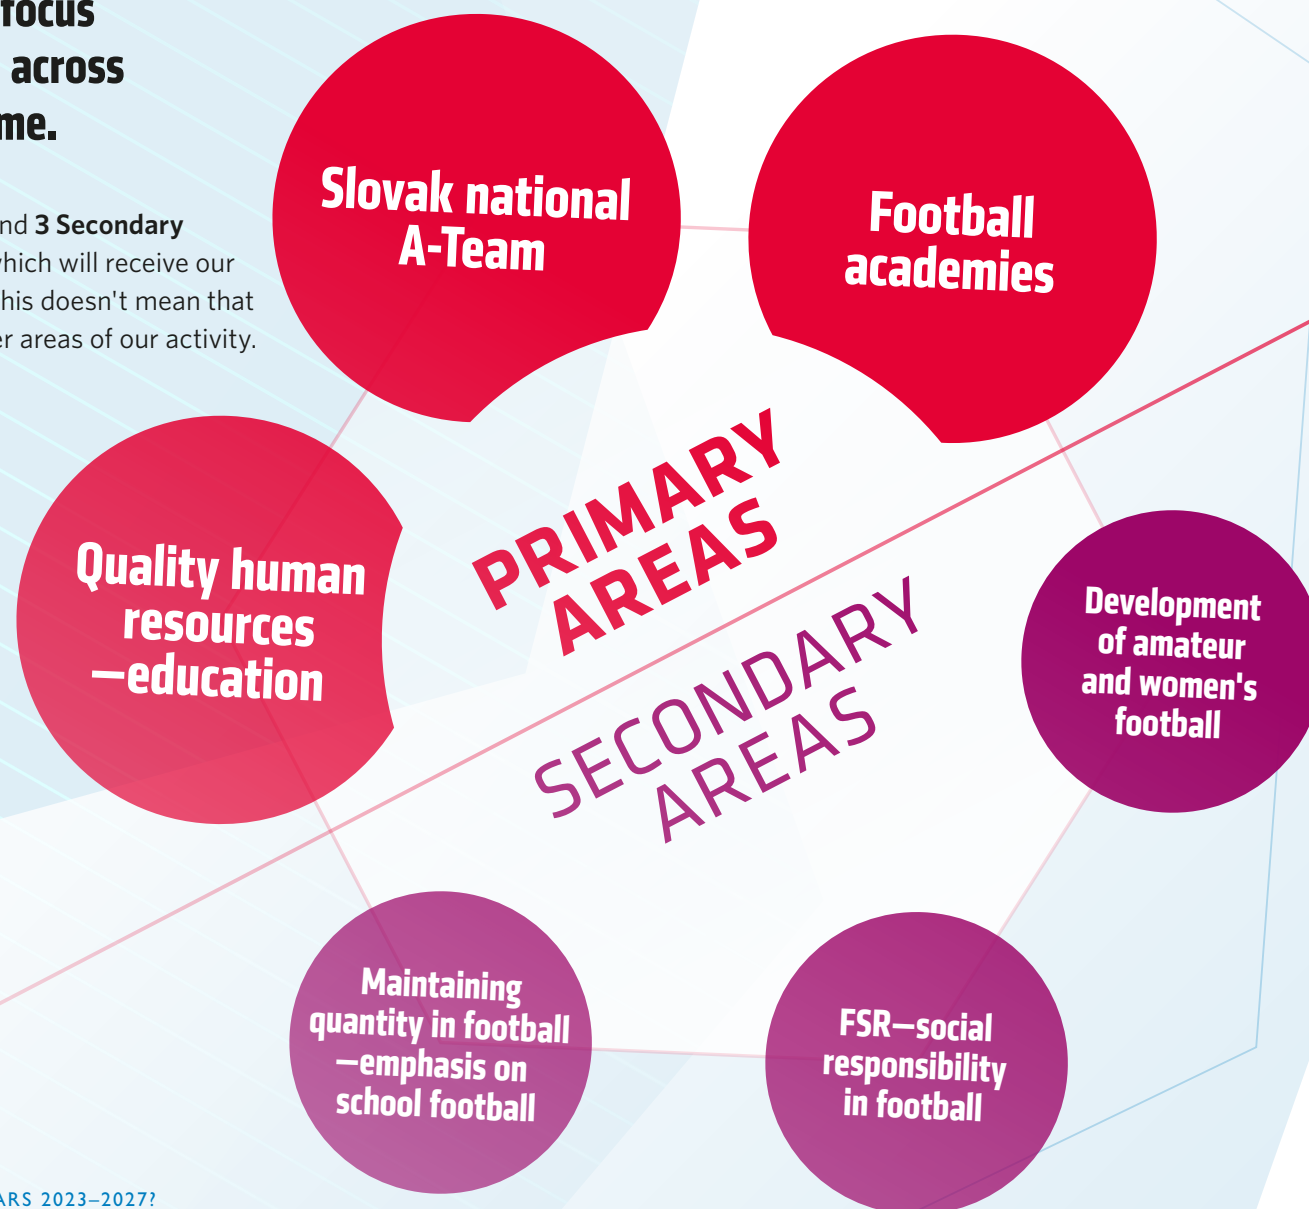 focus
across
me.
nd 3 Secondary
which will receive our
his doesn't mean that
er areas of our activity.
Slovak national
A-Team
Football
academies
Quality human
resources
—education
PRIMARY
AREAS
SECONDARY
AREAS
Development
of amateur
and women's
football
Maintaining
quantity in football
—emphasis on
school football
FSR—social
responsibility
in football
ARS 2023–2027?